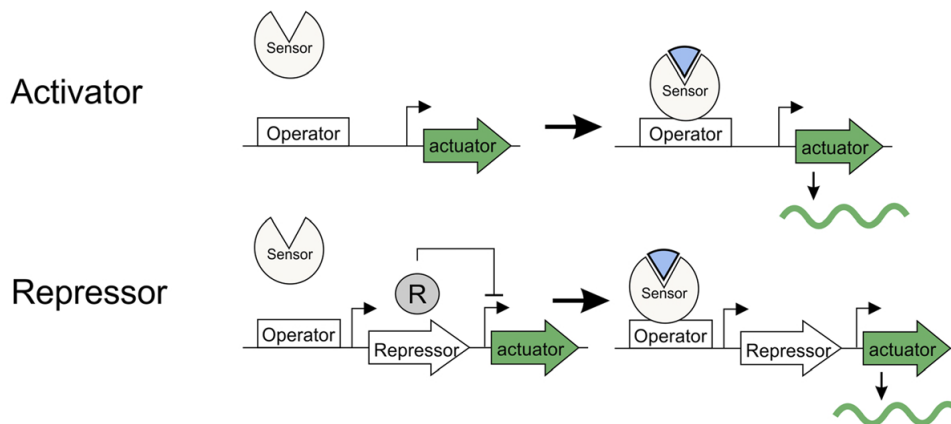 Activator
Sensor
Operator
actuator
Sensor
Operator
actuator
Repressor
Sensor
R
Operator
Repressor
actuator
Sensor
Operator
Repressor
actuator